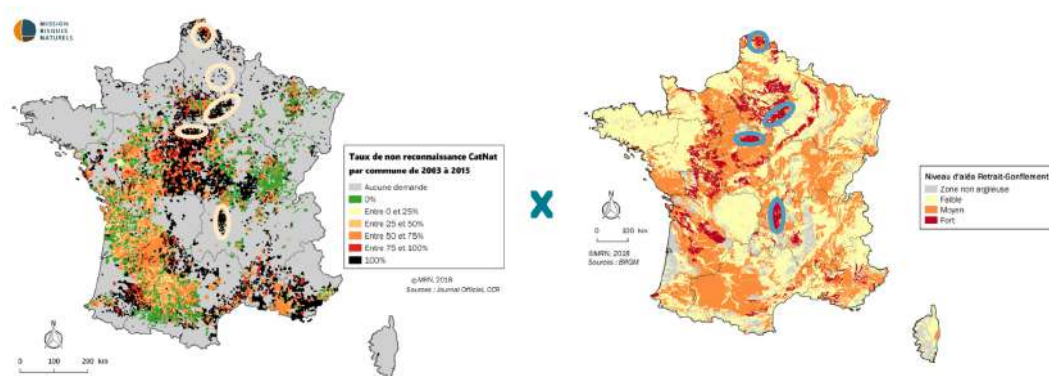 MISSION
RISQUES
NATURELS
Taux de non reconnaissance CatNat
par commune de 2003 à 2015
Aucune demande
0%
Entre 0 et 25%
Entre 25 et 50%
Entre 50 et 75%
Entre 75 et 100%
100%
©MRN, 2018
Sources : Journal Officiel, CCR
N
0 100 200 km
X
Niveau d'aléa Retrait-Gonflement
Zone non argileuse
Faible
Moyen
Fort
N
0 100 km
©MRN, 2018
Sources : BRGM